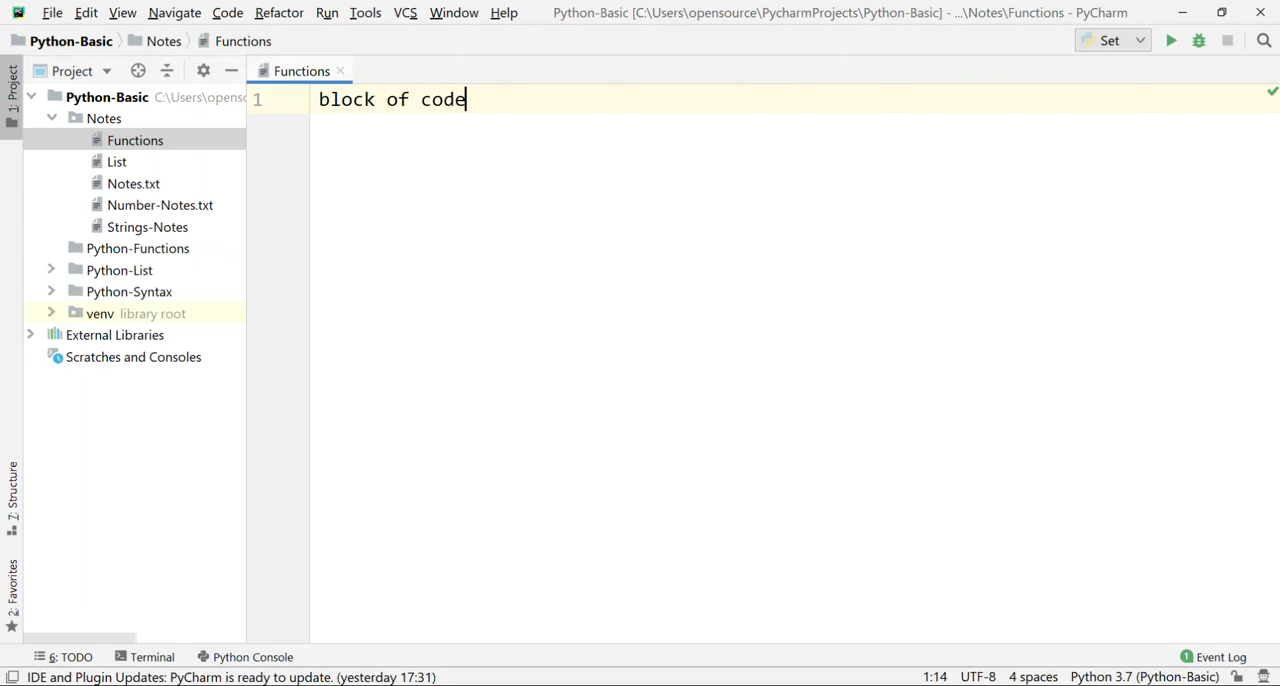 File Edit View Navigate Code Refactor Run Tools VCS Window Help Python-Basic [C:\Users\opensource\PycharmProjects\Python-Basic] - ...\Notes\Functions - PyCharm
Python-Basic Notes Functions Set
1: Project
Project
Functions
Python-Basic C:\Users\openso
Notes
Functions
List
Notes.txt
Number-Notes.txt
Strings-Notes
Python-Functions
Python-List
Python-Syntax
venv library root
External Libraries
Scratches and Consoles
1 block of code
7: Structure
2: Favorites
6: TODO Terminal Python Console 1 Event Log
IDE and Plugin Updates: PyCharm is ready to update. (yesterday 17:31) 1:14 UTF-8 4 spaces Python 3.7 (Python-Basic)